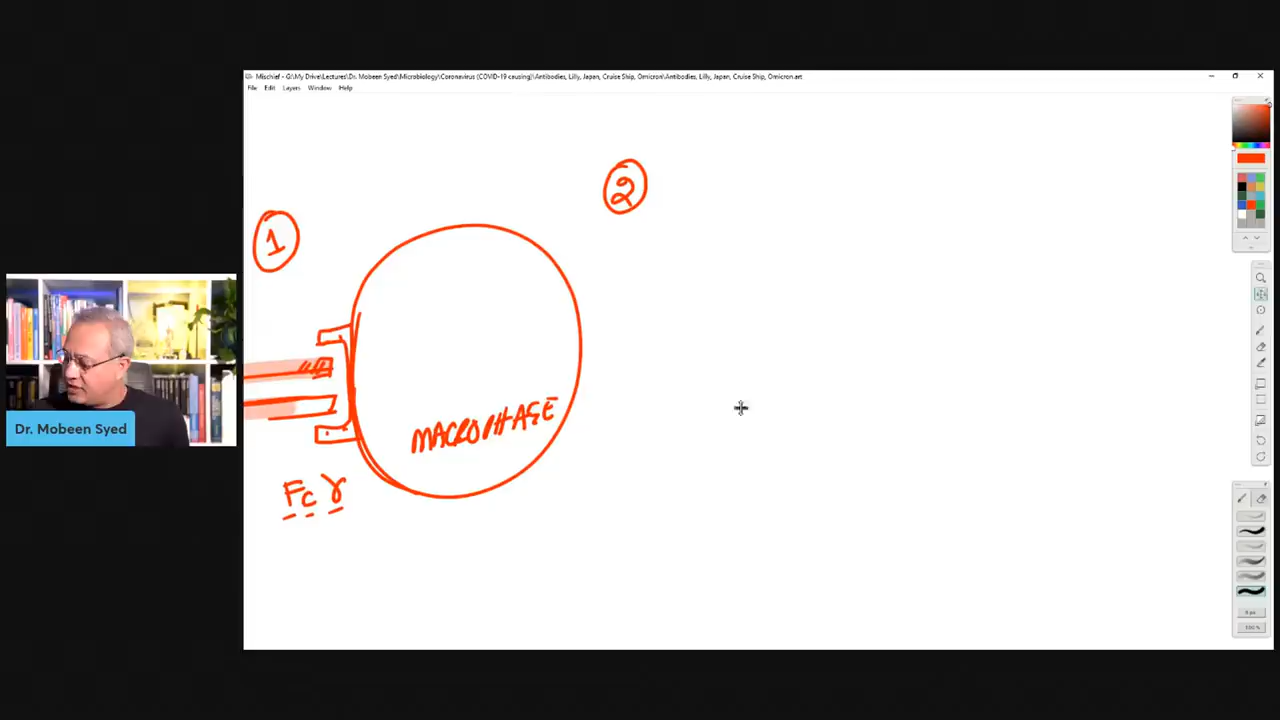 Mischief - G:\My Drive\Lectures\Dr. Mobeen Syed\Microbiology\Coronavirus (COVID-19 causing)\Antibodies, Lilly, Japan, Cruise Ship, Omicron\Antibodies, Lilly, Japan, Cruise Ship, Omicron.art
File Edit Layers Window Help
2
1
MACROPHAGE
Dr. Mobeen Syed
Fc γ
100 %